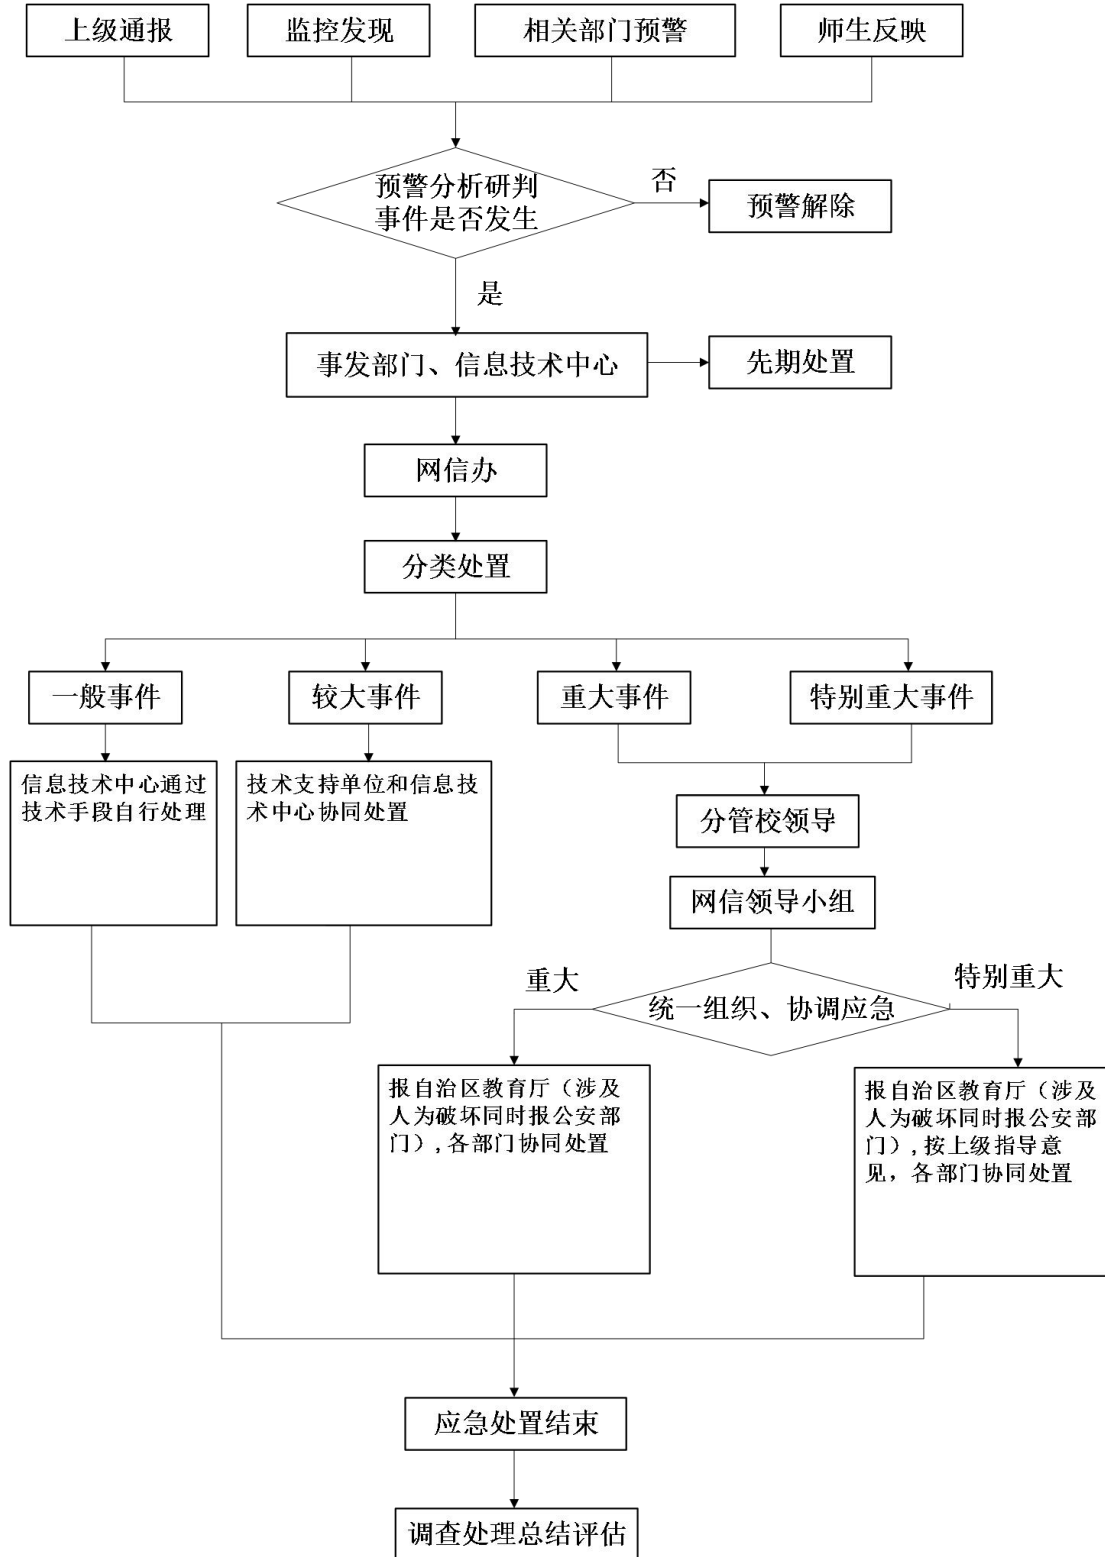 上级通报
监控发现
相关部门预警
师生反映
预警分析研判
事件是否发生
否
预警解除
是
事发部门、信息技术中心
先期处置
网信办
分类处置
一般事件
较大事件
重大事件
特别重大事件
信息技术中心通过
技术手段自行处理
技术支持单位和信息技
术中心协同处置
分管校领导
网信领导小组
重大
特别重大
统一组织、协调应急
报自治区教育厅（涉及
人为破坏同时报公安部
门）,各部门协同处置
报自治区教育厅（涉及
人为破坏同时报公安部
门）,按上级指导意
见，各部门协同处置
应急处置结束
调查处理总结评估